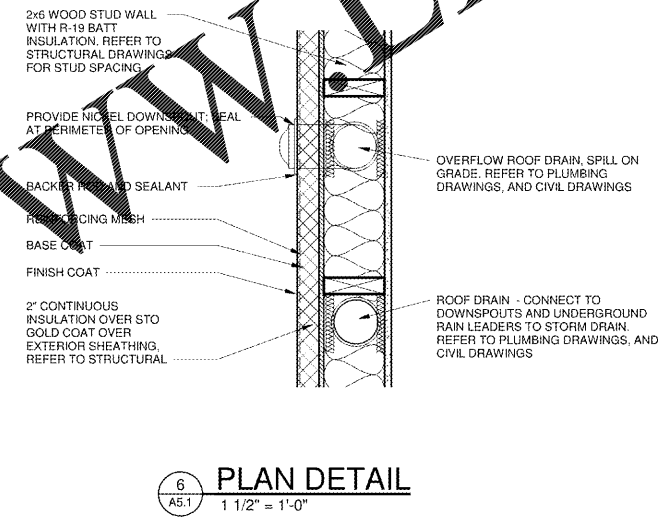 2x6 WOOD STUD WALL
WITH R-19 BATT
INSULATION. REFER TO
STRUCTURAL DRAWINGS
FOR STUD SPACING
PROVIDE NICKEL DOWNSPOUT; SEAL
AT PERIMETER OF OPENING
BACKER ROD AND SEALANT
REINFORCING MESH
BASE COAT
FINISH COAT
2" CONTINUOUS
INSULATION OVER STO
GOLD COAT OVER
EXTERIOR SHEATHING,
REFER TO STRUCTURAL
OVERFLOW ROOF DRAIN, SPILL ON
GRADE. REFER TO PLUMBING
DRAWINGS, AND CIVIL DRAWINGS
ROOF DRAIN - CONNECT TO
DOWNSPOUTS AND UNDERGROUND
RAIN LEADERS TO STORM DRAIN.
REFER TO PLUMBING DRAWINGS, AND
CIVIL DRAWINGS
6
A5.1
PLAN DETAIL
1 1/2" = 1'-0"